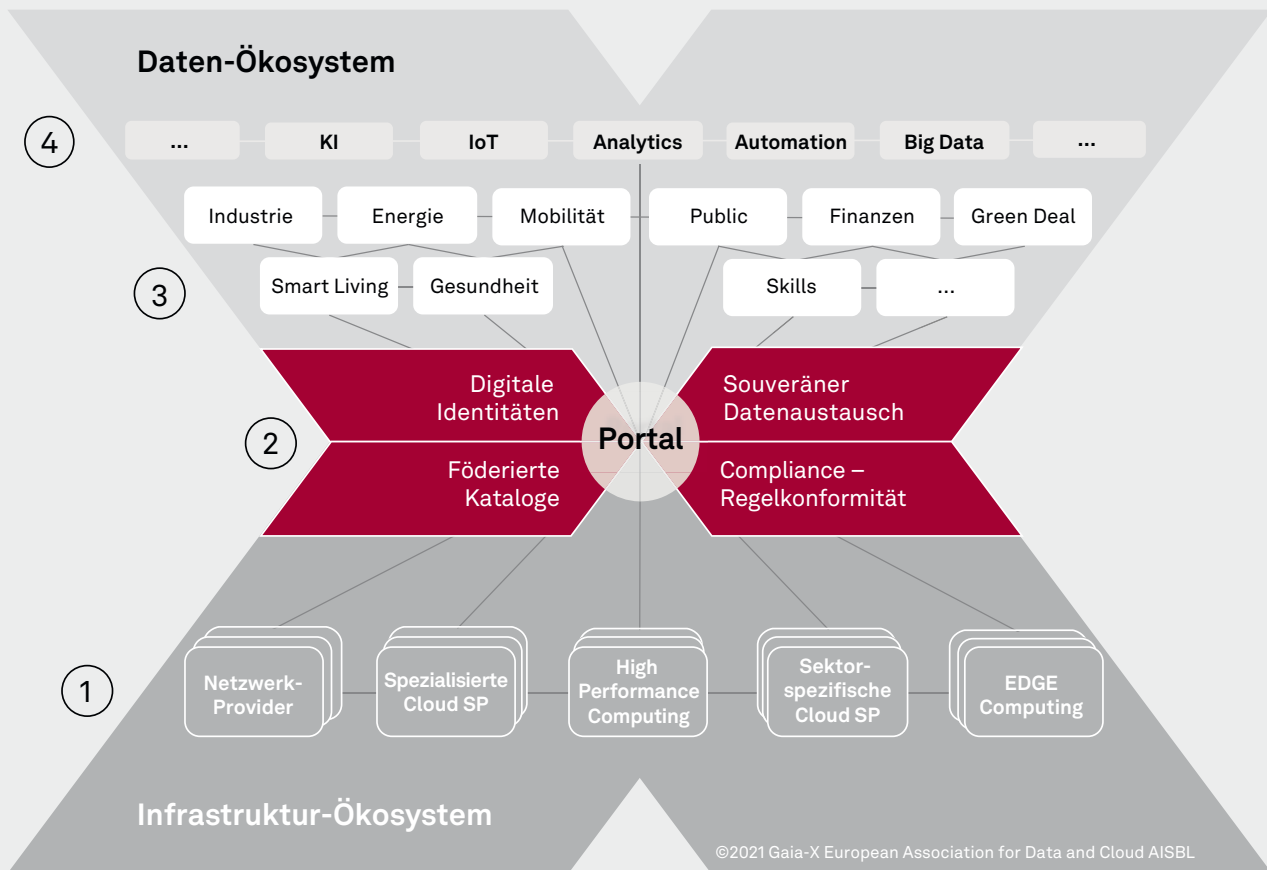 Daten-Ökosystem
4
...
KI
IoT
Analytics
Automation
Big Data
...
Industrie
Energie
Mobilität
Public
Finanzen
Green Deal
3
Smart Living
Gesundheit
Skills
...
2
Digitale
Identitäten
Souveräner
Datenaustausch
Portal
Föderierte
Kataloge
Compliance –
Regelkonformität
1
Netzwerk-
Provider
Spezialisierte
Cloud SP
High
Performance
Computing
Sektor-
spezifische
Cloud SP
EDGE
Computing
Infrastruktur-Ökosystem
©2021 Gaia-X European Association for Data and Cloud AISBL